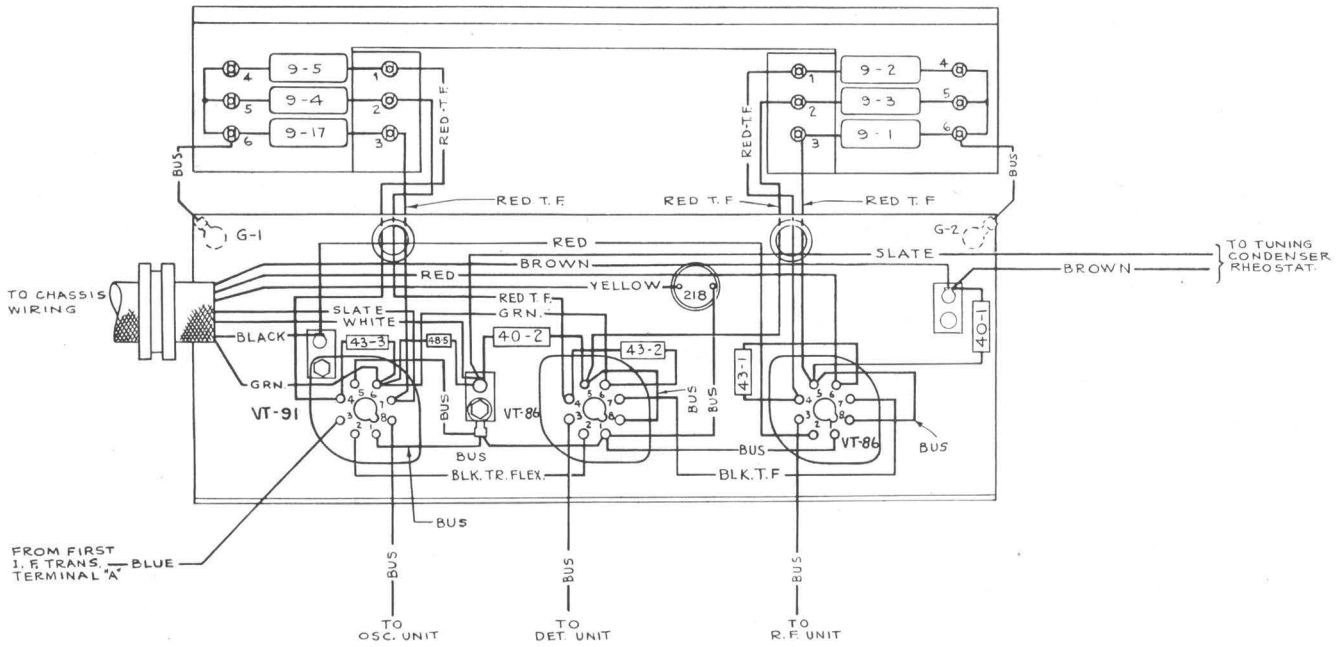 4 9-5 1
5 9-4 2
6 9-17 3
1 9-2 4
2 9-3 5
3 9-1 6
RED-T.F.
RED-T.F.
BUS
BUS
RED T.F.
RED T.F
RED T.F
G-1
G-2
RED
SLATE
BROWN
BROWN
TO TUNING
CONDENSER
RHEOSTAT.
RED
YELLOW
218
TO CHASSIS
WIRING
SLATE
WHITE
BLACK
GRN.
RED T.F.
GRN.
43-3
48-5
40-2
43-2
43-1
40-1
5 6
4 7
3 8
2 1
VT-91
5 6
4 7
3 8
2 1
VT-86
5 6
4 7
3 8
2 1
VT-86
BUS
BUS
BUS
BUS
BUS
BUS
BLK. TR. FLEX.
BLK. T. F
BUS
FROM FIRST
I. F. TRANS.
TERMINAL "A"
BLUE
BUS
BUS
BUS
TO
OSC. UNIT
TO
DET. UNIT
TO
R.F. UNIT